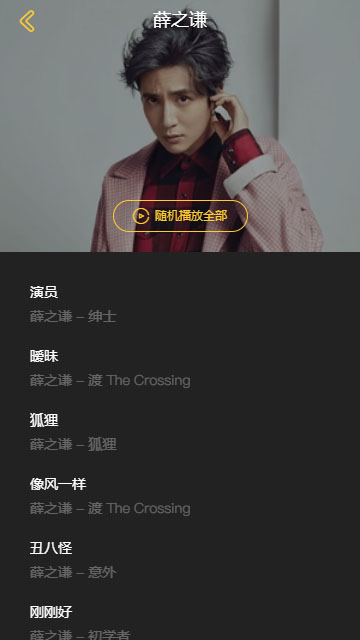 薛之谦
随机播放全部
演员
薛之谦 – 绅士
暧昧
薛之谦 – 渡 The Crossing
狐狸
薛之谦 – 狐狸
像风一样
薛之谦 – 渡 The Crossing
丑八怪
薛之谦 – 意外
刚刚好
薛之谦 – 初学者